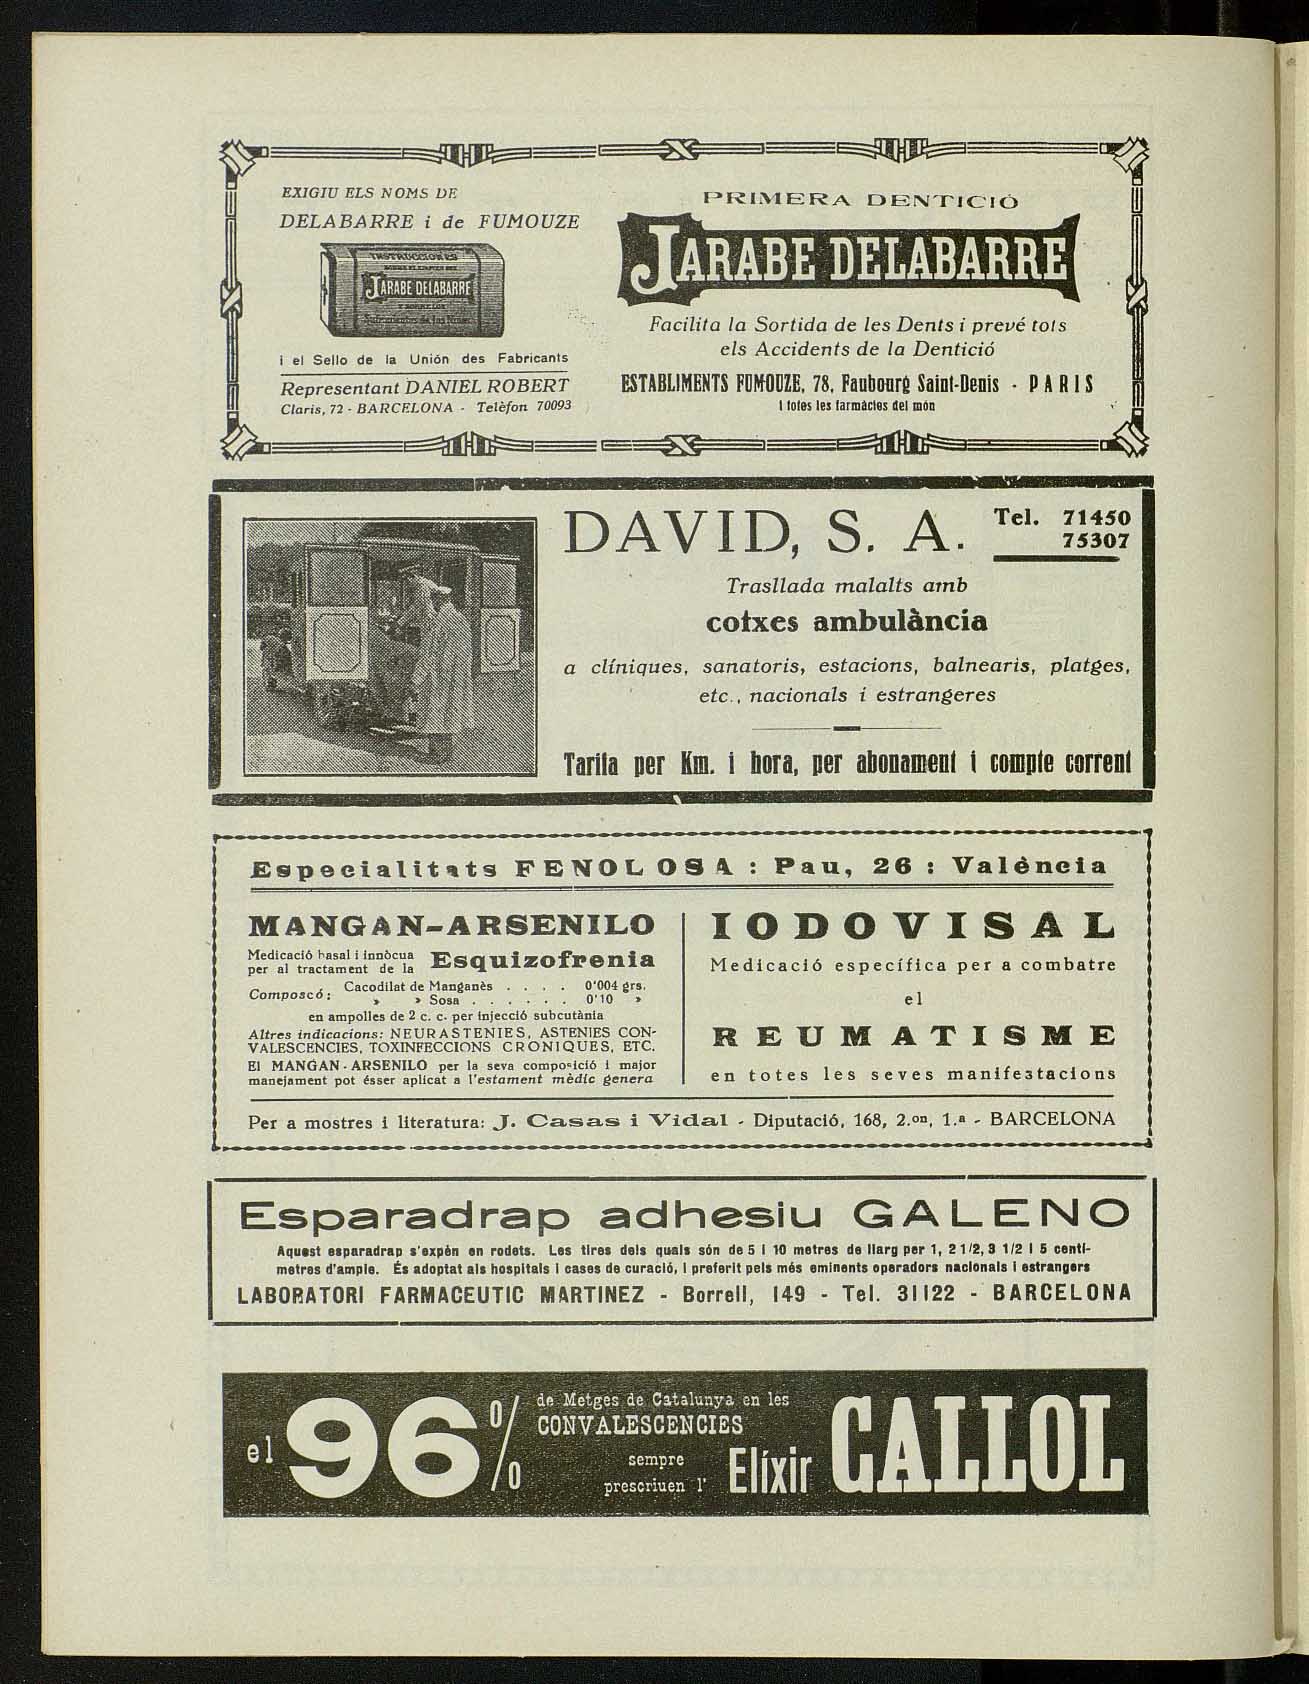 EXIGIU ELS NOMS DE
DELABARRE i de FUMOUZE
INSTRUCCIONES
JARABE DELABARRE
i el Sello de la Unión des Fabricants
Representant DANIEL ROBERT
Claris, 72 - BARCELONA - Telèfon 70093
PRIMERA DENTICIÓ
JARABE DELABARRE
Facilita la Sortida de les Dents i prevé tots
els Accidents de la Dentició
ESTABLIMENTS FUMOUZE, 78, Faubourg Saint-Denis - PARIS
I totes les farmàcies del món
DAVID, S. A.
Tel. 71450
75307
Trasllada malalts amb
cotxes ambulància
a clíniques, sanatoris, estacions, balnearis, platges,
etc., nacionals i estrangeres
Tarifa per Km. i hora, per abonament i compte corrent
Especialitats FENOLOSA : Pau, 26 : València
MANGAN-ARSENILO
Medicació basal i innòcua
per al tractament de la Esquizofrenia
Composcó: Cacodilat de Manganès . . . . 0'004 grs.
» » Sosa . . . . . . 0'10 »
en ampolles de 2 c. c. per injecció subcutània
Altres indicacions: NEURASTENIES, ASTENIES CON-
VALESCENCIES, TOXINFECCIONS CRONIQUES, ETC.
El MANGAN-ARSENILO per la seva composició i major
manejament pot ésser aplicat a l'estament mèdic genera
IODOVISAL
Medicació específica per a combatre
el
REUMATISME
en totes les seves manifestacions
Per a mostres i literatura: J. Casas i Vidal - Diputació, 168, 2.on, 1.a - BARCELONA
Esparadrap adhesiu GALENO
Aquest esparadrap s'expèn en rodets. Les tires dels quals són de 5 i 10 metres de llarg per 1, 2 1/2, 3 1/2 i 5 centí-
metres d'ample. És adoptat als hospitals i cases de curació, i preferit pels més eminents operadors nacionals i estrangers
LABORATORI FARMACEUTIC MARTINEZ - Borrell, 149 - Tel. 31122 - BARCELONA
el 96 %
de Metges de Catalunya en les
CONVALESCENCIES
sempre
prescriuen l'
Elíxir CALLOL